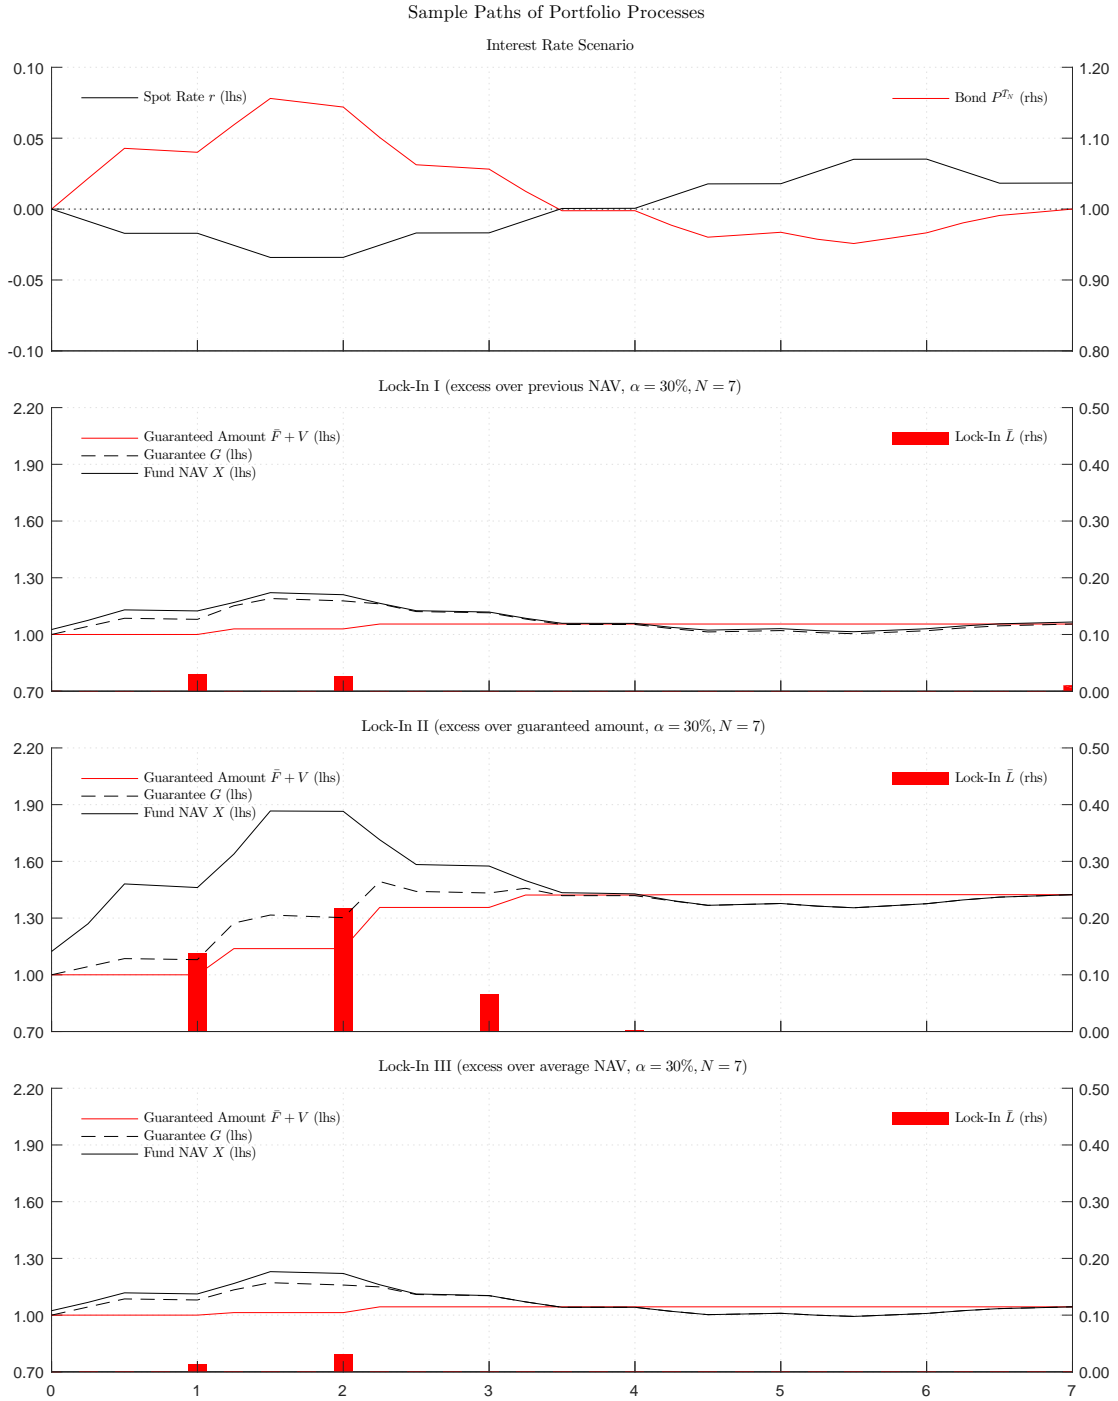 Sample Paths of Portfolio Processes
Interest Rate Scenario
0.10 1.20
Spot Rate r (lhs) Bond P^{T_N} (rhs)
0.05 1.10
0.00 1.00
-0.05 0.90
-0.10 0.80
Lock-In I (excess over previous NAV, α = 30%, N = 7)
2.20 0.50
Guaranteed Amount F̄ + V (lhs) Lock-In L̄ (rhs)
Guarantee G (lhs)
1.90 0.40
Fund NAV X (lhs)
1.60 0.30
1.30 0.20
1.00 0.10
0.70 0.00
Lock-In II (excess over guaranteed amount, α = 30%, N = 7)
2.20 0.50
Guaranteed Amount F̄ + V (lhs) Lock-In L̄ (rhs)
Guarantee G (lhs)
1.90 0.40
Fund NAV X (lhs)
1.60 0.30
1.30 0.20
1.00 0.10
0.70 0.00
Lock-In III (excess over average NAV, α = 30%, N = 7)
2.20 0.50
Guaranteed Amount F̄ + V (lhs) Lock-In L̄ (rhs)
Guarantee G (lhs)
1.90 0.40
Fund NAV X (lhs)
1.60 0.30
1.30 0.20
1.00 0.10
0.70 0.00
0 1 2 3 4 5 6 7